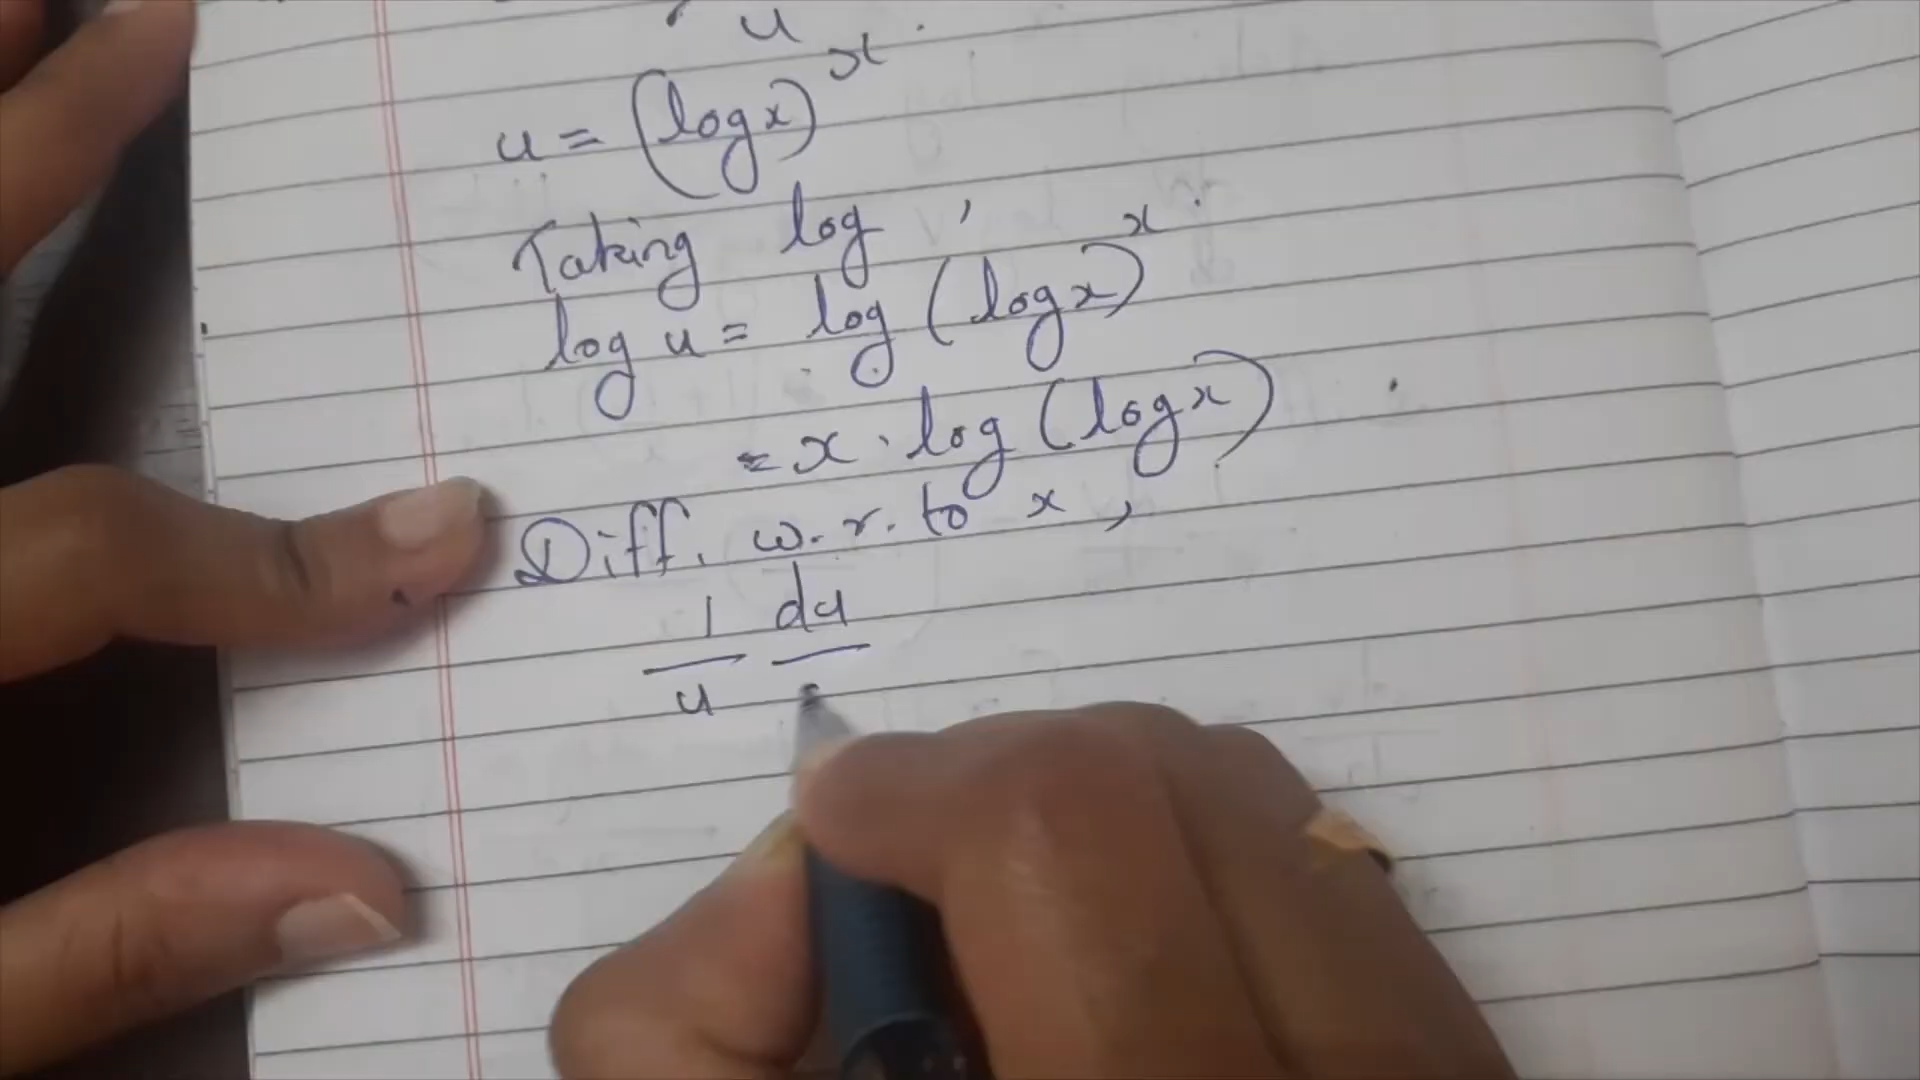 u
u = (log x)^x
Taking log ,
log u = log (log x)^x
= x . log (log x)
Diff. w. r. to x ,
1/u du/